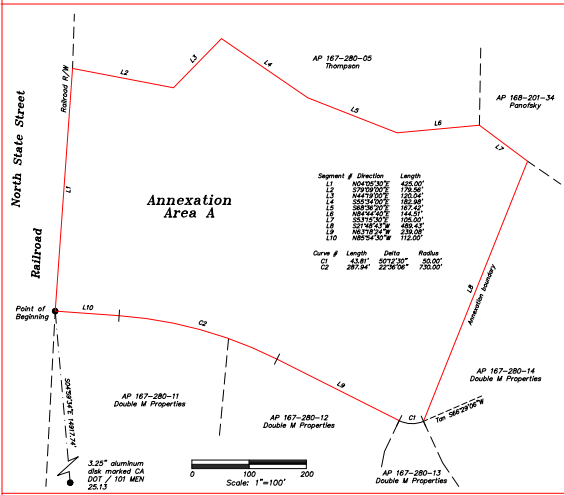 AP 167-280-05
Thompson
AP 168-201-34
Panofsky
Railroad R/W
L2
L3
L4
L5
L6
L7
North State Street
L1
Annexation
Area A
Segment # Direction Length
L1 N04°05'30"E 425.00'
L2 S79°09'00"E 179.56'
L3 N44°19'00"E 120.04'
L4 S55°34'00"E 182.98'
L5 S68°36'20"E 167.42'
L6 N84°44'40"E 144.51'
L7 S53°15'30"E 105.00'
L8 S21°48'43"W 489.43'
L9 N63°18'24"W 239.08'
L10 N85°54'30"W 112.00'
Curve # Length Delta Radius
C1 43.81' 50°12'30" 50.00'
C2 287.94' 22°36'06" 730.00'
Railroad
L8
Annexation boundary
Point of
Beginning
L10
C2
L9
AP 167-280-14
Double M Properties
AP 167-280-11
Double M Properties
AP 167-280-12
Double M Properties
C1
Tan S66°29'06"W
3.25" aluminum
disk marked CA
DOT / 101 MEN
25.13
0 100 200
Scale: 1"=100'
AP 167-280-13
Double M Properties